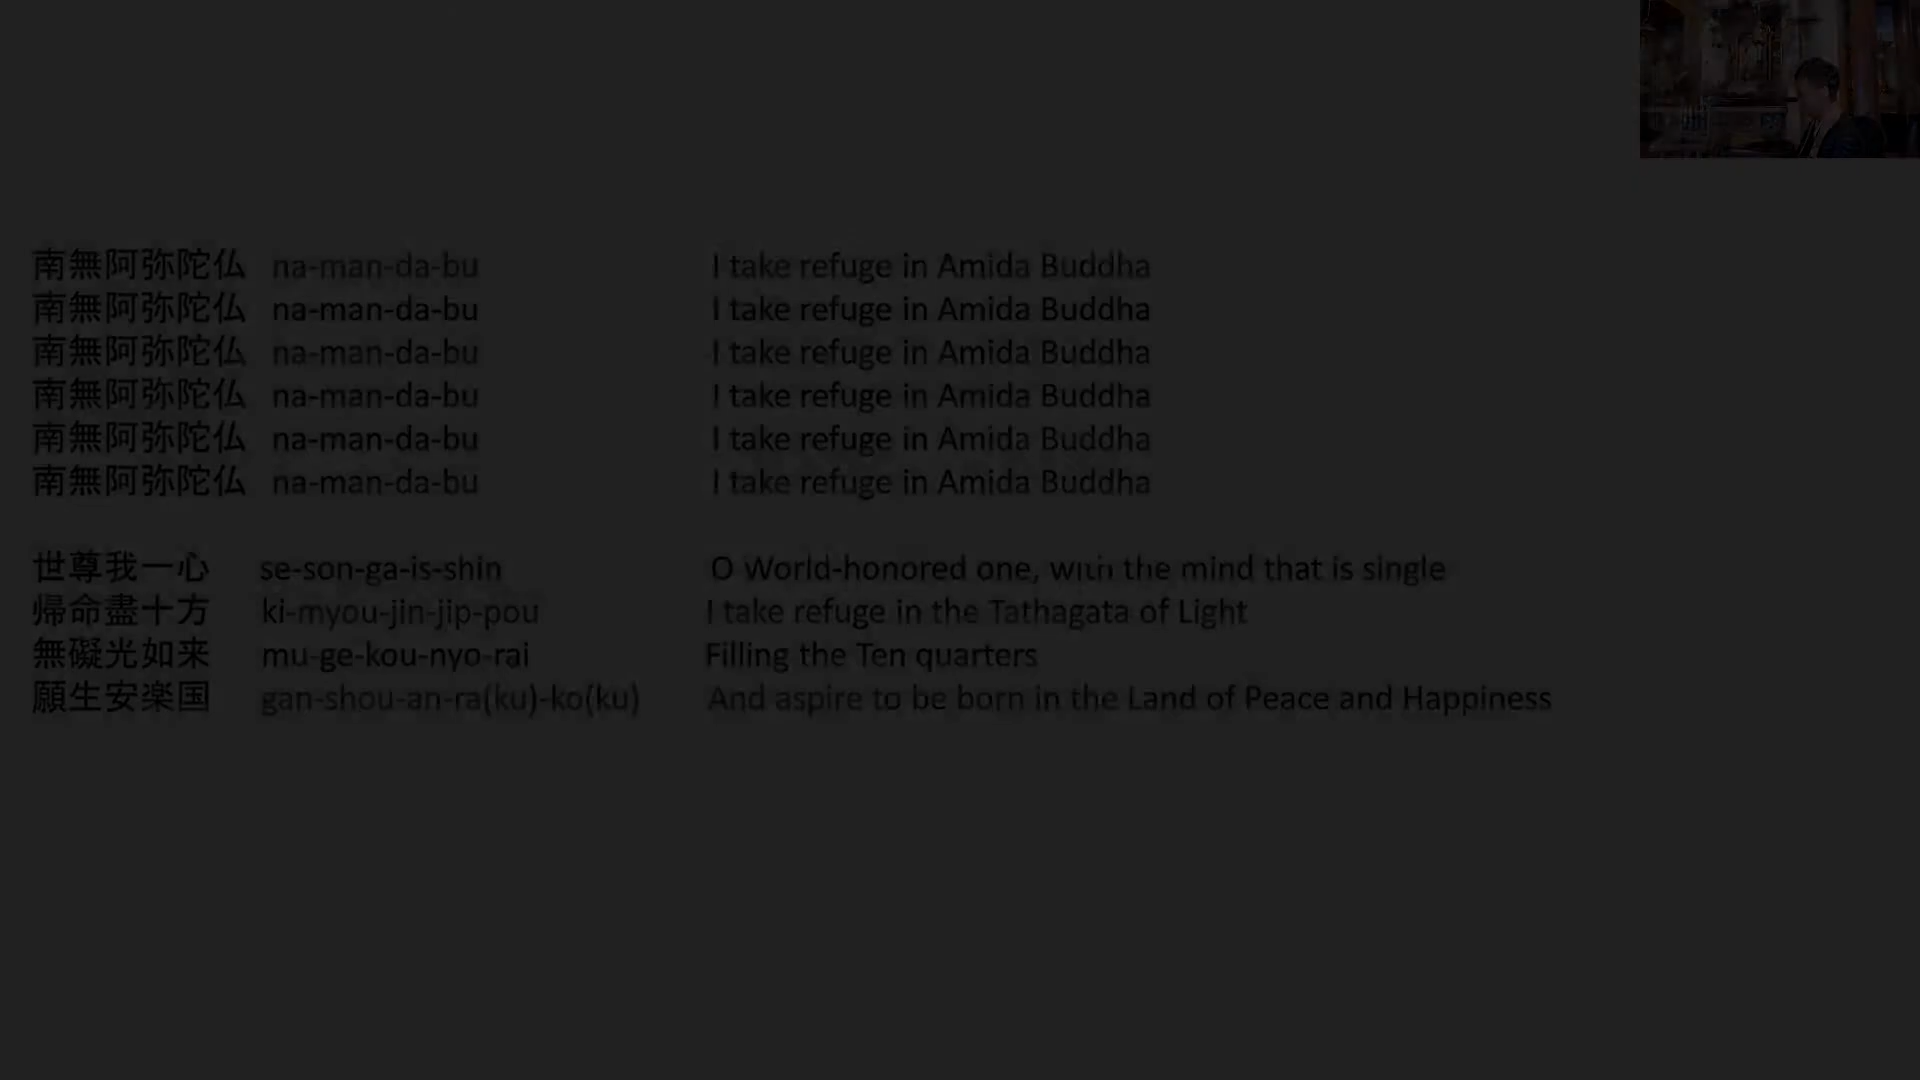 南無阿弥陀仏 na-man-da-bu I take refuge in Amida Buddha
南無阿弥陀仏 na-man-da-bu I take refuge in Amida Buddha
南無阿弥陀仏 na-man-da-bu I take refuge in Amida Buddha
南無阿弥陀仏 na-man-da-bu I take refuge in Amida Buddha
南無阿弥陀仏 na-man-da-bu I take refuge in Amida Buddha
南無阿弥陀仏 na-man-da-bu I take refuge in Amida Buddha
世尊我一心 se-son-ga-is-shin O World-honored one, with the mind that is single
帰命盡十方 ki-myou-jin-jip-pou I take refuge in the Tathagata of Light
無礙光如来 mu-ge-kou-nyo-rai Filling the Ten quarters
願生安楽国 gan-shou-an-ra(ku)-ko(ku) And aspire to be born in the Land of Peace and Happiness